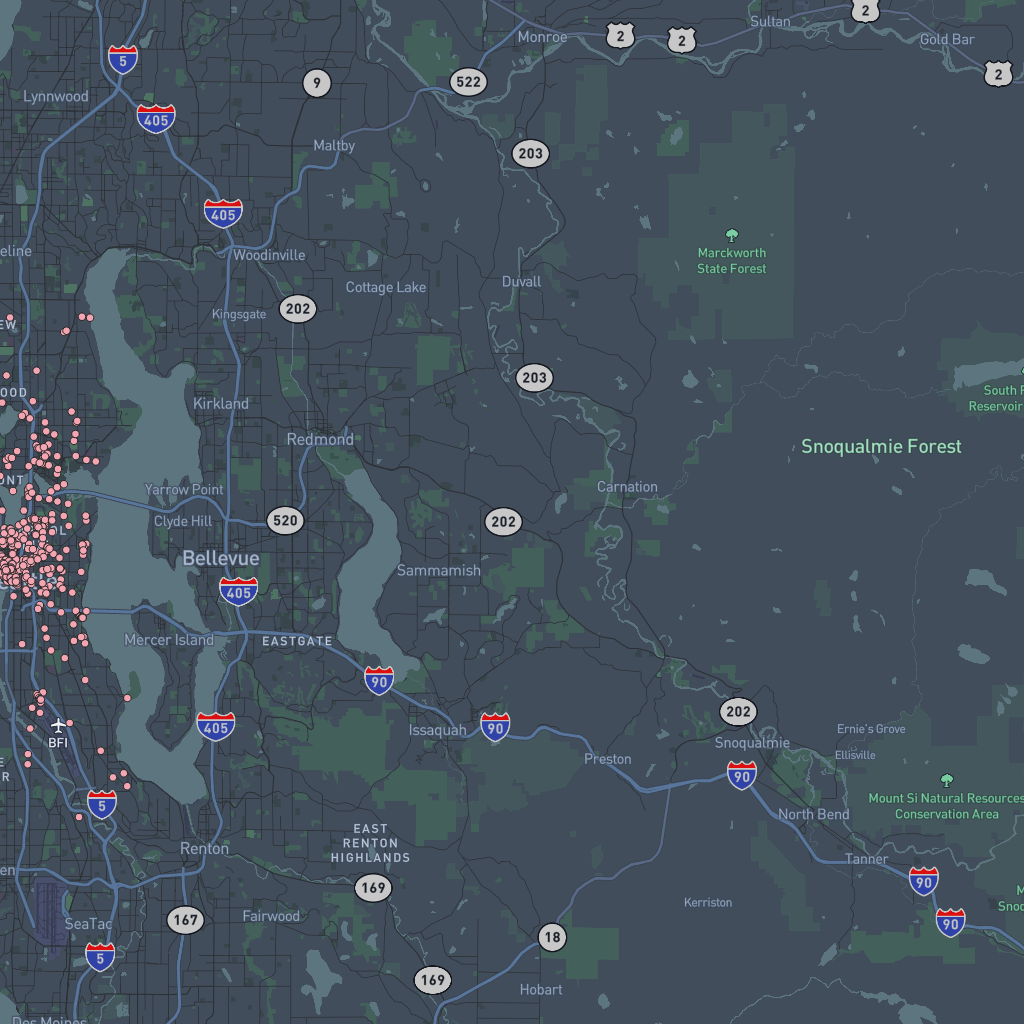 2
Sultan
Monroe
2
2
Gold Bar
5
2
9
522
Lynnwood
405
Maltby
203
405
Marckworth
State Forest
Woodinville
Duvall
Cottage Lake
202
Kingsgate
203
South F
Reservoir
Kirkland
Redmond
Snoqualmie Forest
Carnation
Yarrow Point
Clyde Hill
520
202
Bellevue
Sammamish
405
Mercer Island
EASTGATE
90
202
405
90
Issaquah
Ernie's Grove
BFI
Snoqualmie
Ellisville
Preston
90
Mount Si Natural Resources
Conservation Area
5
North Bend
EAST
RENTON
HIGHLANDS
Renton
Tanner
90
169
Kerriston
Snoq
167
Fairwood
SeaTac
90
18
5
169
Hobart
Des Moines